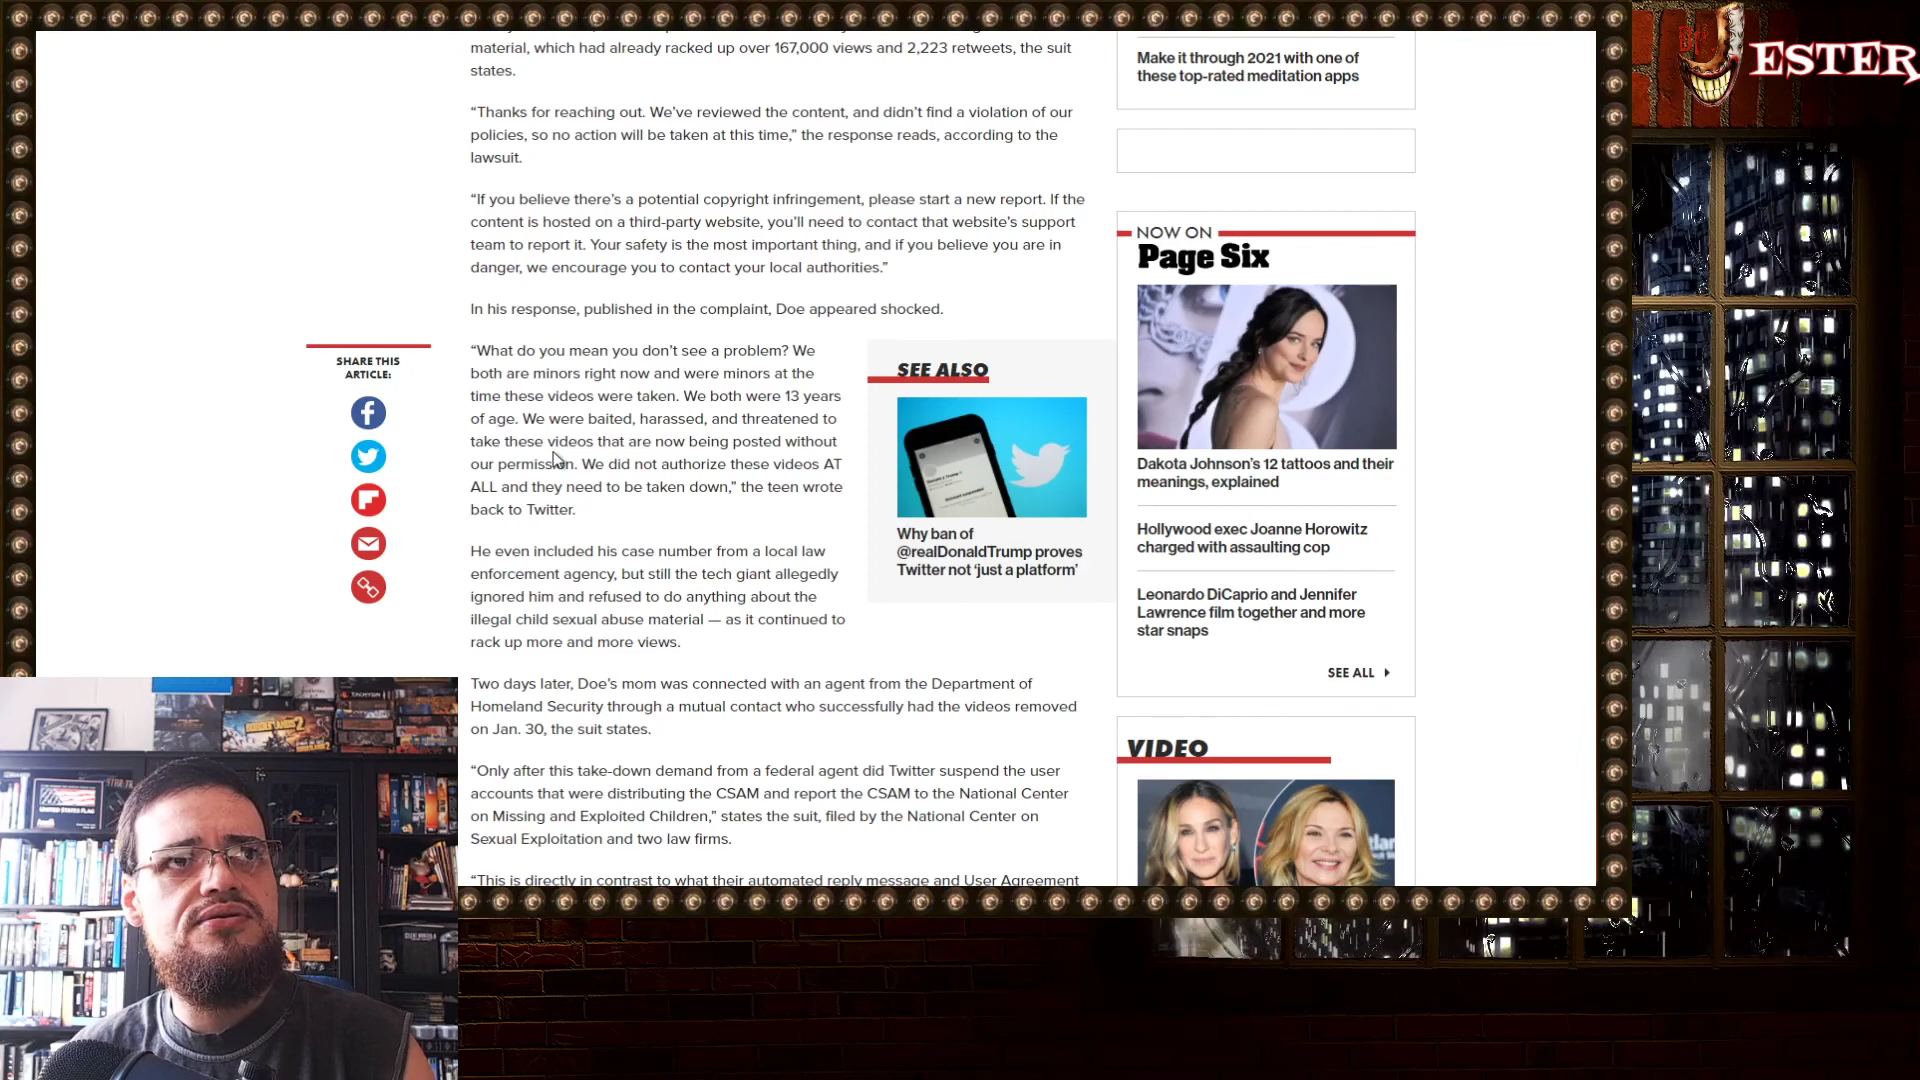 material, which had already racked up over 167,000 views and 2,223 retweets, the suit
states.
“Thanks for reaching out. We’ve reviewed the content, and didn’t find a violation of our
policies, so no action will be taken at this time,” the response reads, according to the
lawsuit.
“If you believe there’s a potential copyright infringement, please start a new report. If the
content is hosted on a third-party website, you’ll need to contact that website’s support
team to report it. Your safety is the most important thing, and if you believe you are in
danger, we encourage you to contact your local authorities.”
In his response, published in the complaint, Doe appeared shocked.
SHARE THIS
ARTICLE:
“What do you mean you don’t see a problem? We
both are minors right now and were minors at the
time these videos were taken. We both were 13 years
of age. We were baited, harassed, and threatened to
take these videos that are now being posted without
our permission. We did not authorize these videos AT
ALL and they need to be taken down,” the teen wrote
back to Twitter.
He even included his case number from a local law
enforcement agency, but still the tech giant allegedly
ignored him and refused to do anything about the
illegal child sexual abuse material — as it continued to
rack up more and more views.
SEE ALSO
Why ban of
@realDonaldTrump proves
Twitter not ‘just a platform’
Two days later, Doe’s mom was connected with an agent from the Department of
Homeland Security through a mutual contact who successfully had the videos removed
on Jan. 30, the suit states.
“Only after this take-down demand from a federal agent did Twitter suspend the user
accounts that were distributing the CSAM and report the CSAM to the National Center
on Missing and Exploited Children,” states the suit, filed by the National Center on
Sexual Exploitation and two law firms.
“This is directly in contrast to what their automated reply message and User Agreement
Make it through 2021 with one of
these top-rated meditation apps
NOW ON
Page Six
Dakota Johnson’s 12 tattoos and their
meanings, explained
Hollywood exec Joanne Horowitz
charged with assaulting cop
Leonardo DiCaprio and Jennifer
Lawrence film together and more
star snaps
SEE ALL
VIDEO
JESTER
BORDERLANDS 2
UNITED STATES FLAG